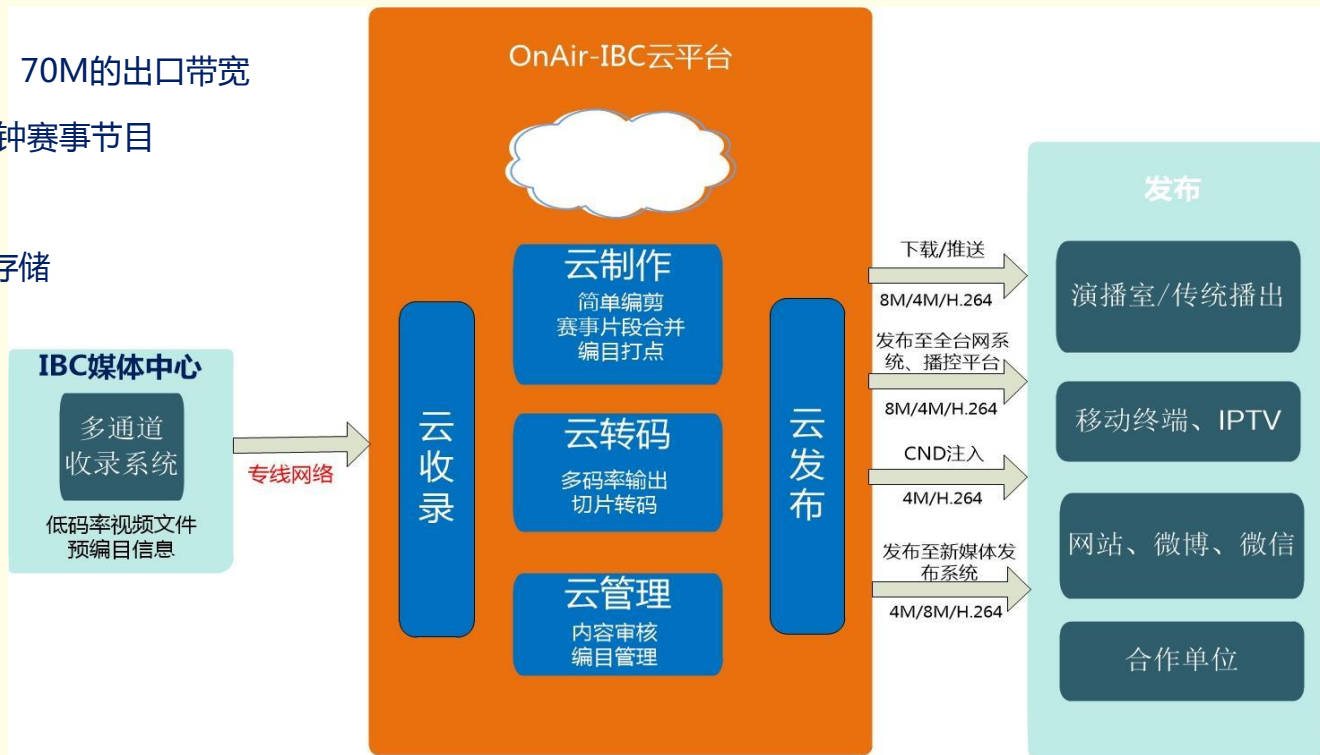 70M的出口带宽
钟赛事节目
存储
IBC媒体中心
多通道
收录系统
低码率视频文件
预编目信息
专线网络
OnAir-IBC云平台
云收录
云制作
简单编剪
赛事片段合并
编目打点
云转码
多码率输出
切片转码
云管理
内容审核
编目管理
云发布
下载/推送
8M/4M/H.264
发布至全台网系
统、播控平台
8M/4M/H.264
CND注入
4M/H.264
发布至新媒体发
布系统
4M/8M/H.264
发布
演播室/传统播出
移动终端、IPTV
网站、微博、微信
合作单位